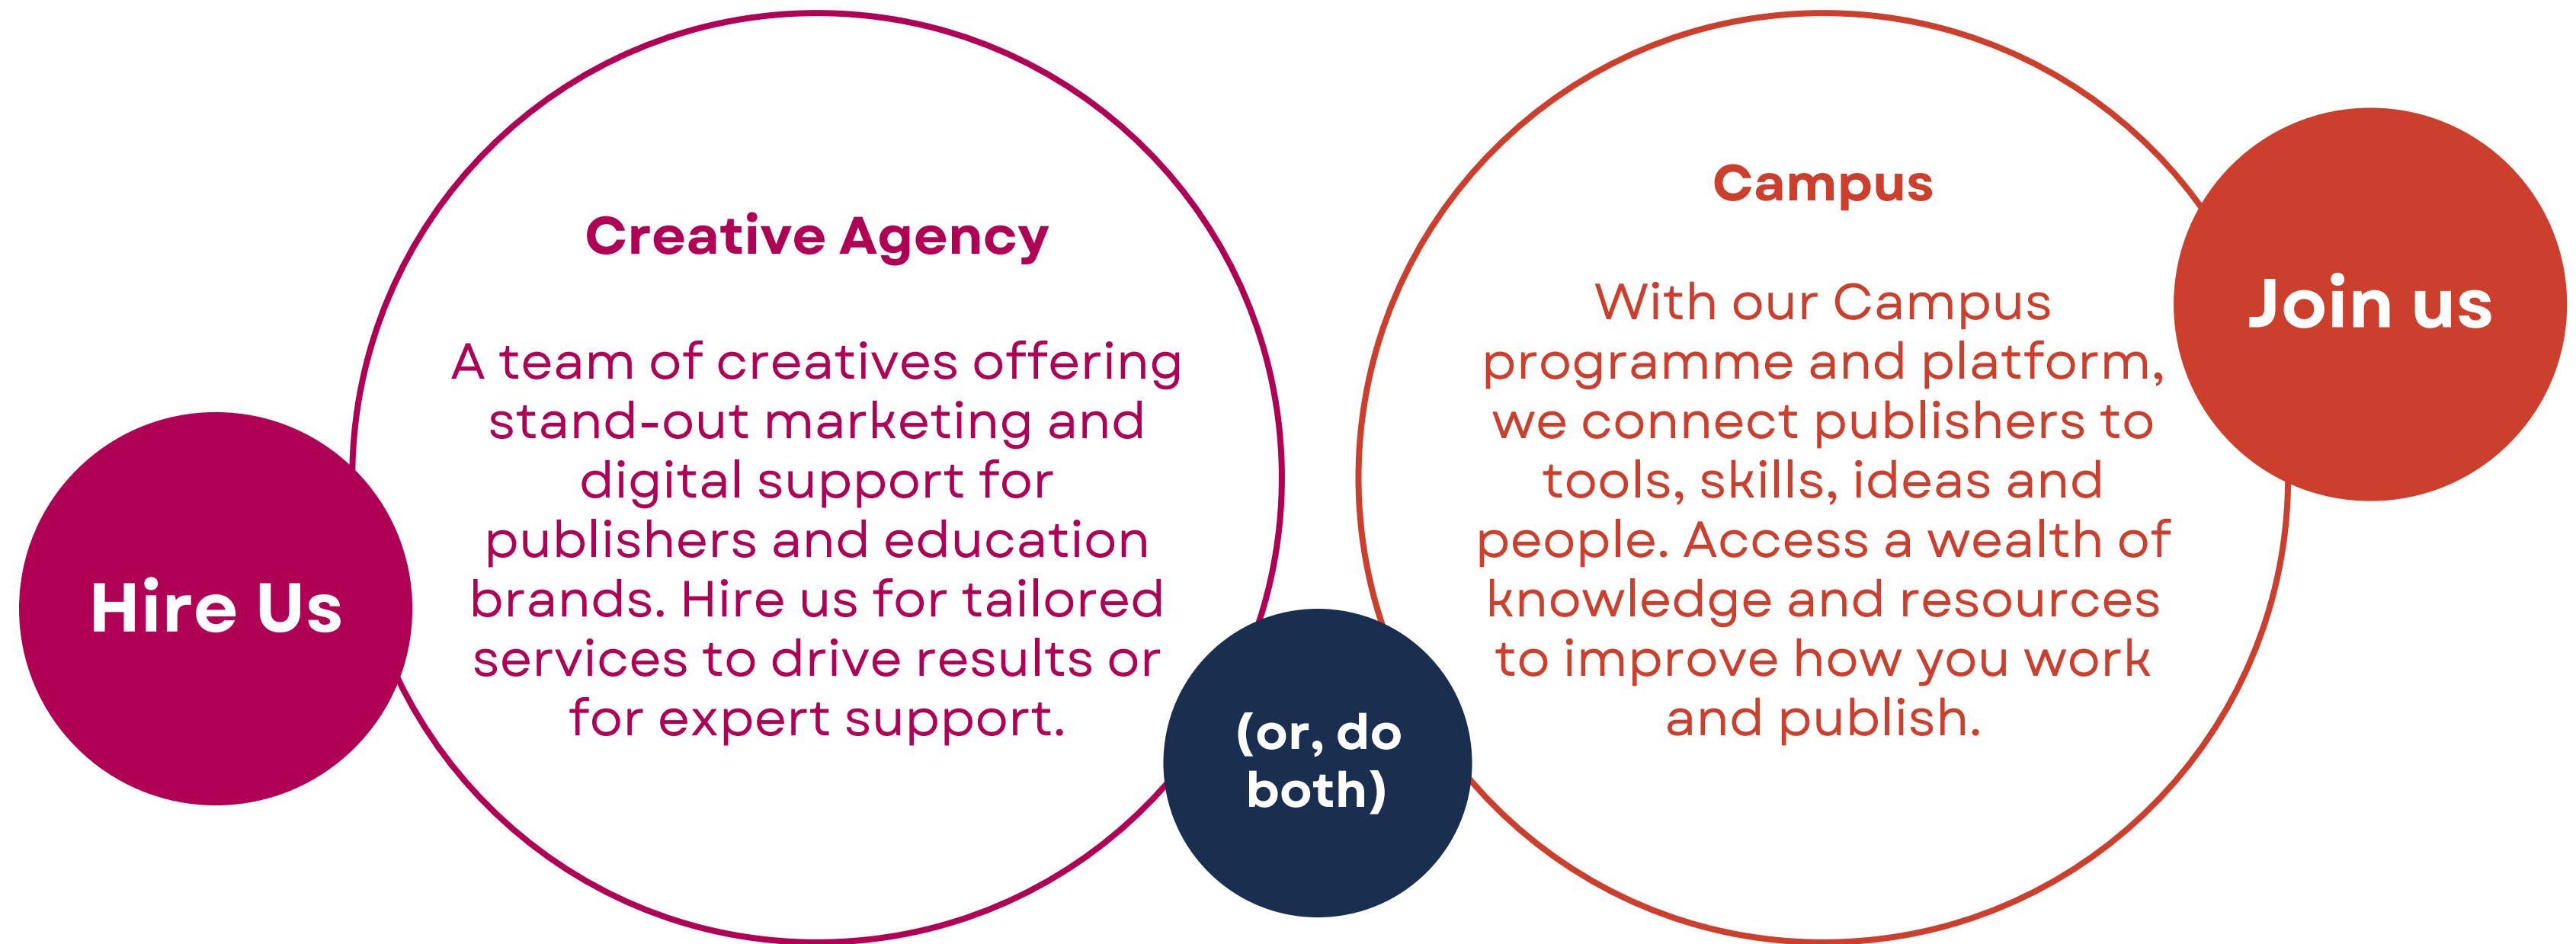 Hire Us
Creative Agency
A team of creatives offering
stand-out marketing and
digital support for
publishers and education
brands. Hire us for tailored
services to drive results or
for expert support.
(or, do
both)
Campus
With our Campus
programme and platform,
we connect publishers to
tools, skills, ideas and
people. Access a wealth of
knowledge and resources
to improve how you work
and publish.
Join us